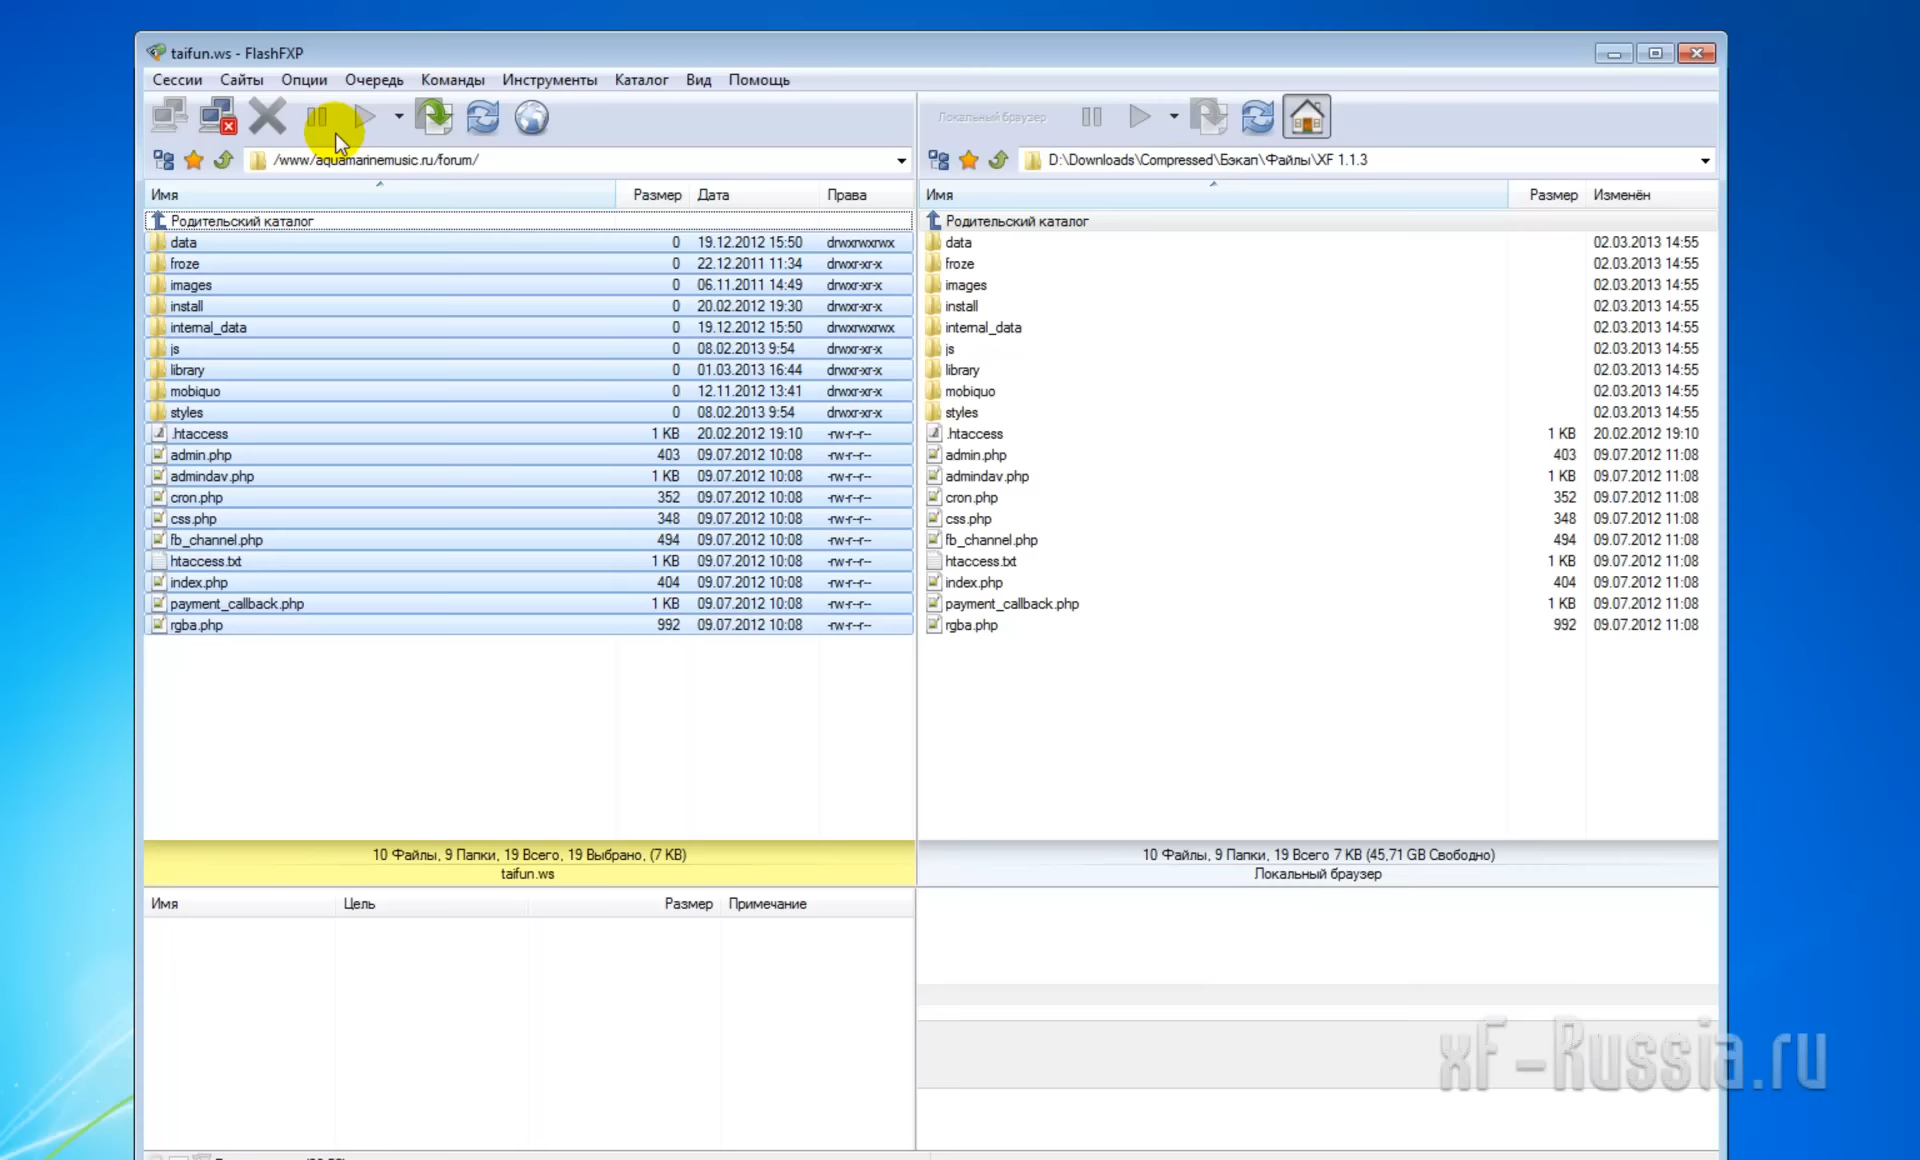 taifun.ws - FlashFXP
Сессии Сайты Опции Очередь Команды Инструменты Каталог Вид Помощь
Локальный браузер
/www/aquamarinemusic.ru/forum/
D:\Downloads\Compressed\Бэкап\Файлы\XF 1.1.3
Имя Размер Дата Права
Родительский каталог
data 0 19.12.2012 15:50 drwxrwxrwx
froze 0 22.12.2011 11:34 drwxr-xr-x
images 0 06.11.2011 14:49 drwxr-xr-x
install 0 20.02.2012 19:30 drwxr-xr-x
internal_data 0 19.12.2012 15:50 drwxrwxrwx
js 0 08.02.2013 9:54 drwxr-xr-x
library 0 01.03.2013 16:44 drwxr-xr-x
mobiquo 0 12.11.2012 13:41 drwxr-xr-x
styles 0 08.02.2013 9:54 drwxr-xr-x
.htaccess 1 KB 20.02.2012 19:10 -rw-r--r--
admin.php 403 09.07.2012 10:08 -rw-r--r--
admindav.php 1 KB 09.07.2012 10:08 -rw-r--r--
cron.php 352 09.07.2012 10:08 -rw-r--r--
css.php 348 09.07.2012 10:08 -rw-r--r--
fb_channel.php 494 09.07.2012 10:08 -rw-r--r--
htaccess.txt 1 KB 09.07.2012 10:08 -rw-r--r--
index.php 404 09.07.2012 10:08 -rw-r--r--
payment_callback.php 1 KB 09.07.2012 10:08 -rw-r--r--
rgba.php 992 09.07.2012 10:08 -rw-r--r--
10 Файлы, 9 Папки, 19 Всего, 19 Выбрано, (7 KB)
taifun.ws
Имя Размер Изменён
Родительский каталог
data 02.03.2013 14:55
froze 02.03.2013 14:55
images 02.03.2013 14:55
install 02.03.2013 14:55
internal_data 02.03.2013 14:55
js 02.03.2013 14:55
library 02.03.2013 14:55
mobiquo 02.03.2013 14:55
styles 02.03.2013 14:55
.htaccess 1 KB 20.02.2012 19:10
admin.php 403 09.07.2012 11:08
admindav.php 1 KB 09.07.2012 11:08
cron.php 352 09.07.2012 11:08
css.php 348 09.07.2012 11:08
fb_channel.php 494 09.07.2012 11:08
htaccess.txt 1 KB 09.07.2012 11:08
index.php 404 09.07.2012 11:08
payment_callback.php 1 KB 09.07.2012 11:08
rgba.php 992 09.07.2012 11:08
10 Файлы, 9 Папки, 19 Всего 7 KB (45,71 GB Свободно)
Локальный браузер
Имя Цель Размер Примечание
xF-Russia.ru